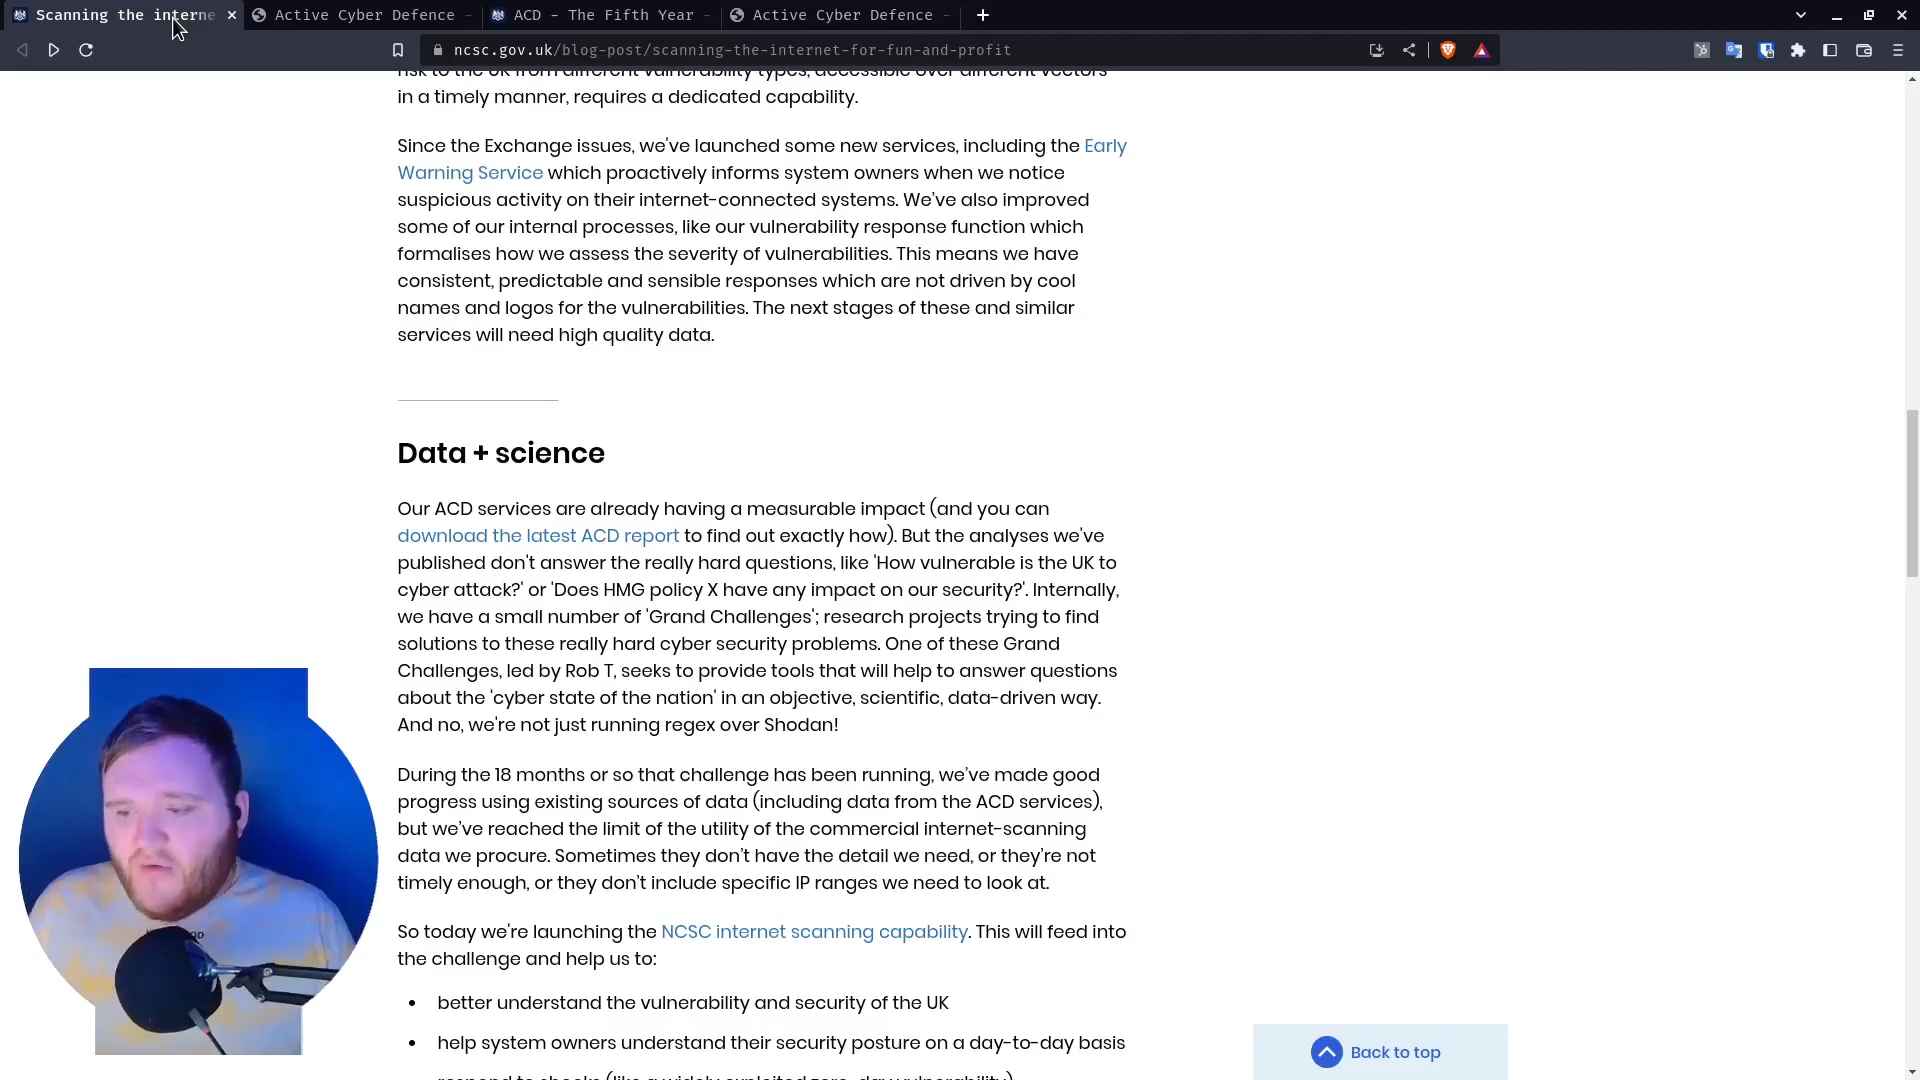 Scanning the interne
Active Cyber Defence -
ACD - The Fifth Year -
Active Cyber Defence -
ncsc.gov.uk/blog-post/scanning-the-internet-for-fun-and-profit
risk to the UK from different vulnerability types, accessible over different vectors
in a timely manner, requires a dedicated capability.
Since the Exchange issues, we've launched some new services, including the Early
Warning Service which proactively informs system owners when we notice
suspicious activity on their internet-connected systems. We’ve also improved
some of our internal processes, like our vulnerability response function which
formalises how we assess the severity of vulnerabilities. This means we have
consistent, predictable and sensible responses which are not driven by cool
names and logos for the vulnerabilities. The next stages of these and similar
services will need high quality data.
Data + science
Our ACD services are already having a measurable impact (and you can
download the latest ACD report to find out exactly how). But the analyses we've
published don't answer the really hard questions, like 'How vulnerable is the UK to
cyber attack?' or 'Does HMG policy X have any impact on our security?'. Internally,
we have a small number of 'Grand Challenges'; research projects trying to find
solutions to these really hard cyber security problems. One of these Grand
Challenges, led by Rob T, seeks to provide tools that will help to answer questions
about the 'cyber state of the nation' in an objective, scientific, data-driven way.
And no, we're not just running regex over Shodan!
During the 18 months or so that challenge has been running, we’ve made good
progress using existing sources of data (including data from the ACD services),
but we’ve reached the limit of the utility of the commercial internet-scanning
data we procure. Sometimes they don’t have the detail we need, or they’re not
timely enough, or they don’t include specific IP ranges we need to look at.
So today we're launching the NCSC internet scanning capability. This will feed into
the challenge and help us to:
• better understand the vulnerability and security of the UK
• help system owners understand their security posture on a day-to-day basis
respond to shocks (like a widely exploited zero-day vulnerability)
Back to top